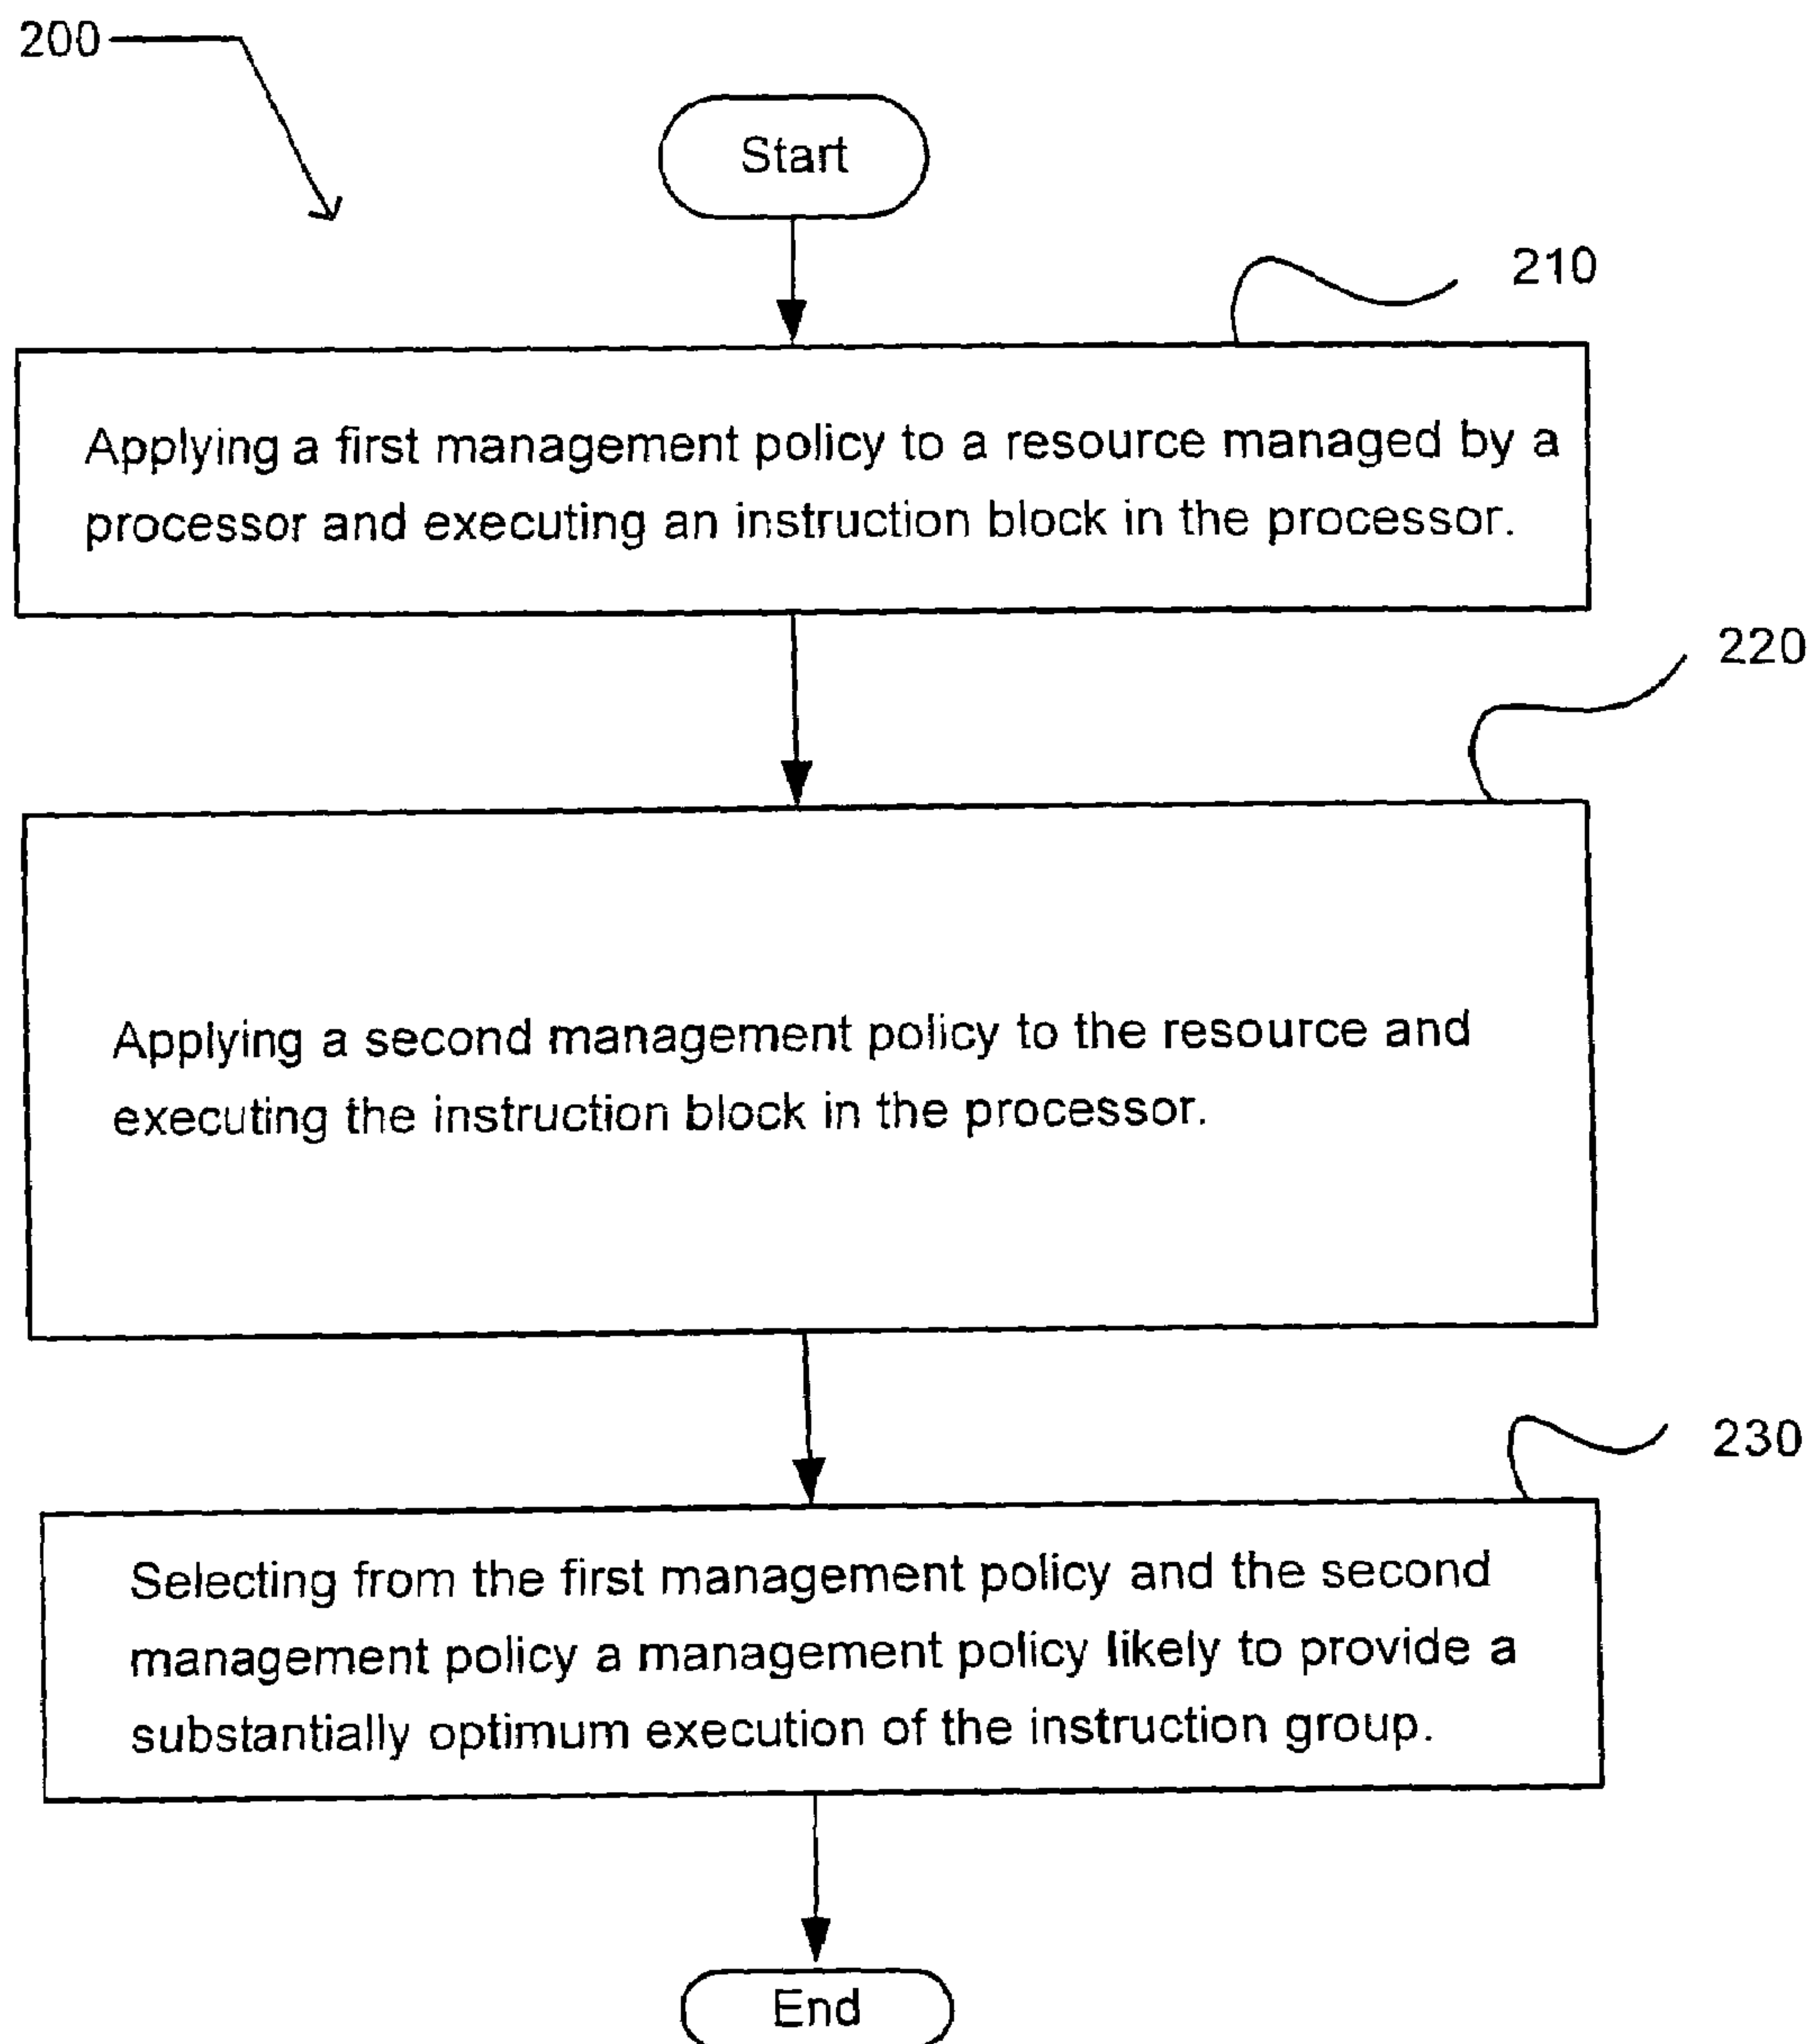 200
Start
210
Applying a first management policy to a resource managed by a
processor and executing an instruction block in the processor.
220
Applying a second management policy to the resource and
executing the instruction block in the processor.
230
Selecting from the first management policy and the second
management policy a management policy likely to provide a
substantially optimum execution of the instruction group.
End